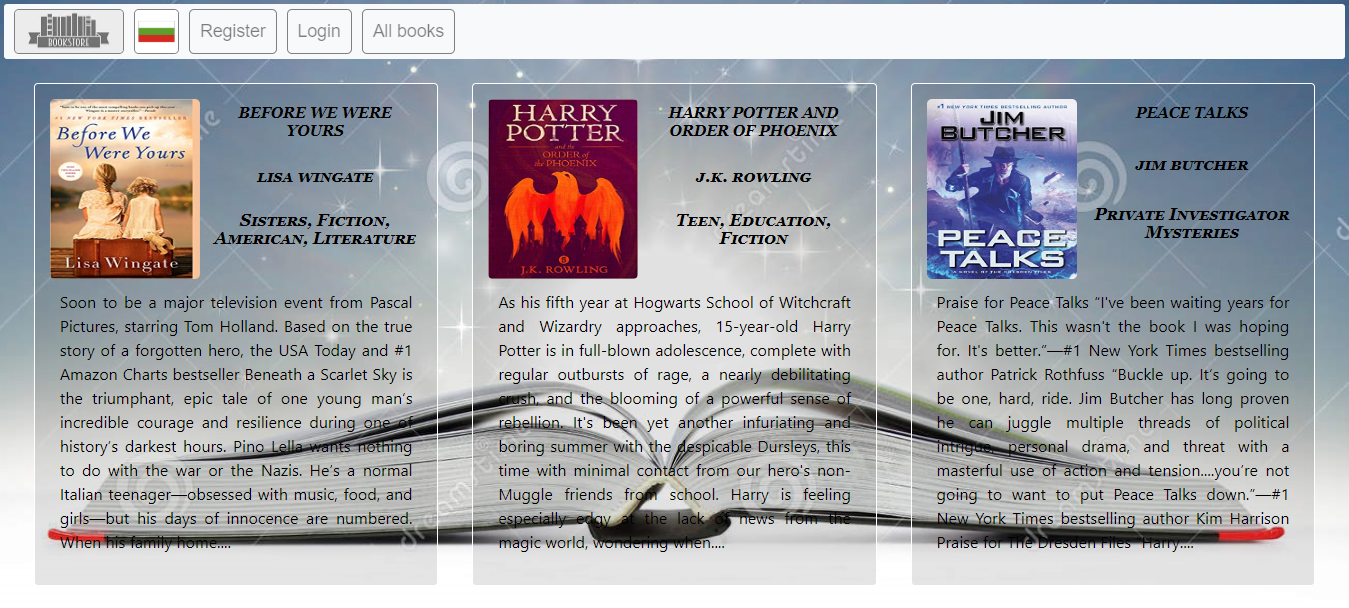 BOOKSTORE
Register
Login
All books
#1 NEW YORK TIMES BESTSELLER
Before We
Were Yours
Lisa Wingate
BEFORE WE WERE
YOURS
LISA WINGATE
Sisters, Fiction,
American, Literature
Soon to be a major television event from Pascal
Pictures, starring Tom Holland. Based on the true
story of a forgotten hero, the USA Today and #1
Amazon Charts bestseller Beneath a Scarlet Sky is
the triumphant, epic tale of one young man’s
incredible courage and resilience during one of
history’s darkest hours. Pino Lella wants nothing
to do with the war or the Nazis. He’s a normal
Italian teenager—obsessed with music, food, and
girls—but his days of innocence are numbered.
When his family home....
HARRY
POTTER
and the
ORDER of
the PHOENIX
J.K. ROWLING
HARRY POTTER AND
ORDER OF PHOENIX
J.K. ROWLING
Teen, Education,
Fiction
As his fifth year at Hogwarts School of Witchcraft
and Wizardry approaches, 15-year-old Harry
Potter is in full-blown adolescence, complete with
regular outbursts of rage, a nearly debilitating
crush, and the blooming of a powerful sense of
rebellion. It's been yet another infuriating and
boring summer with the despicable Dursleys, this
time with minimal contact from our hero's non-
Muggle friends from school. Harry is feeling
especially edgy at the lack of news from the
magic world, wondering when....
#1 NEW YORK TIMES BESTSELLING AUTHOR
JIM
BUTCHER
PEACE
TALKS
A NOVEL OF THE DRESDEN FILES
PEACE TALKS
JIM BUTCHER
Private Investigator
Mysteries
Praise for Peace Talks “I've been waiting years for
Peace Talks. This wasn't the book I was hoping
for. It's better.”—#1 New York Times bestselling
author Patrick Rothfuss “Buckle up. It’s going to
be one, hard, ride. Jim Butcher has long proven
he can juggle multiple threads of political
intrigue, personal drama, and threat with a
masterful use of action and tension....you’re not
going to want to put Peace Talks down.”—#1
New York Times bestselling author Kim Harrison
Praise for The Dresden Files “Harry....
dreamstime